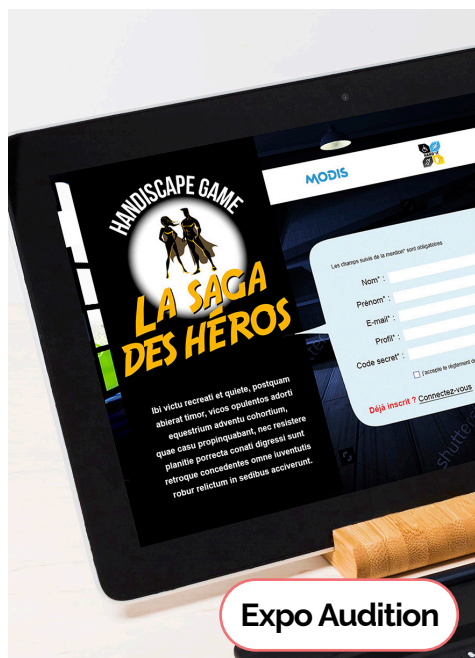 HANDISCAPE GAME
LA SAGA
DES HÉROS
Ibi victu recreati et quiete, postquam
abierat timor, vicos opulentos adorti
equestrium adventu cohortium,
quae casu propinquabant, nec resistere
planitie porrecta conati digressi sunt
retroque concedentes omne iuventutis
robur relictum in sedibus acciverunt.
MODIS
Les champs suivis de la mention* sont obligatoires
Nom* :
Prénom* :
E-mail* :
Profil* :
Code secret* :
j'accepte le règlement
Déjà inscrit ? Connectez-vous
Expo Audition